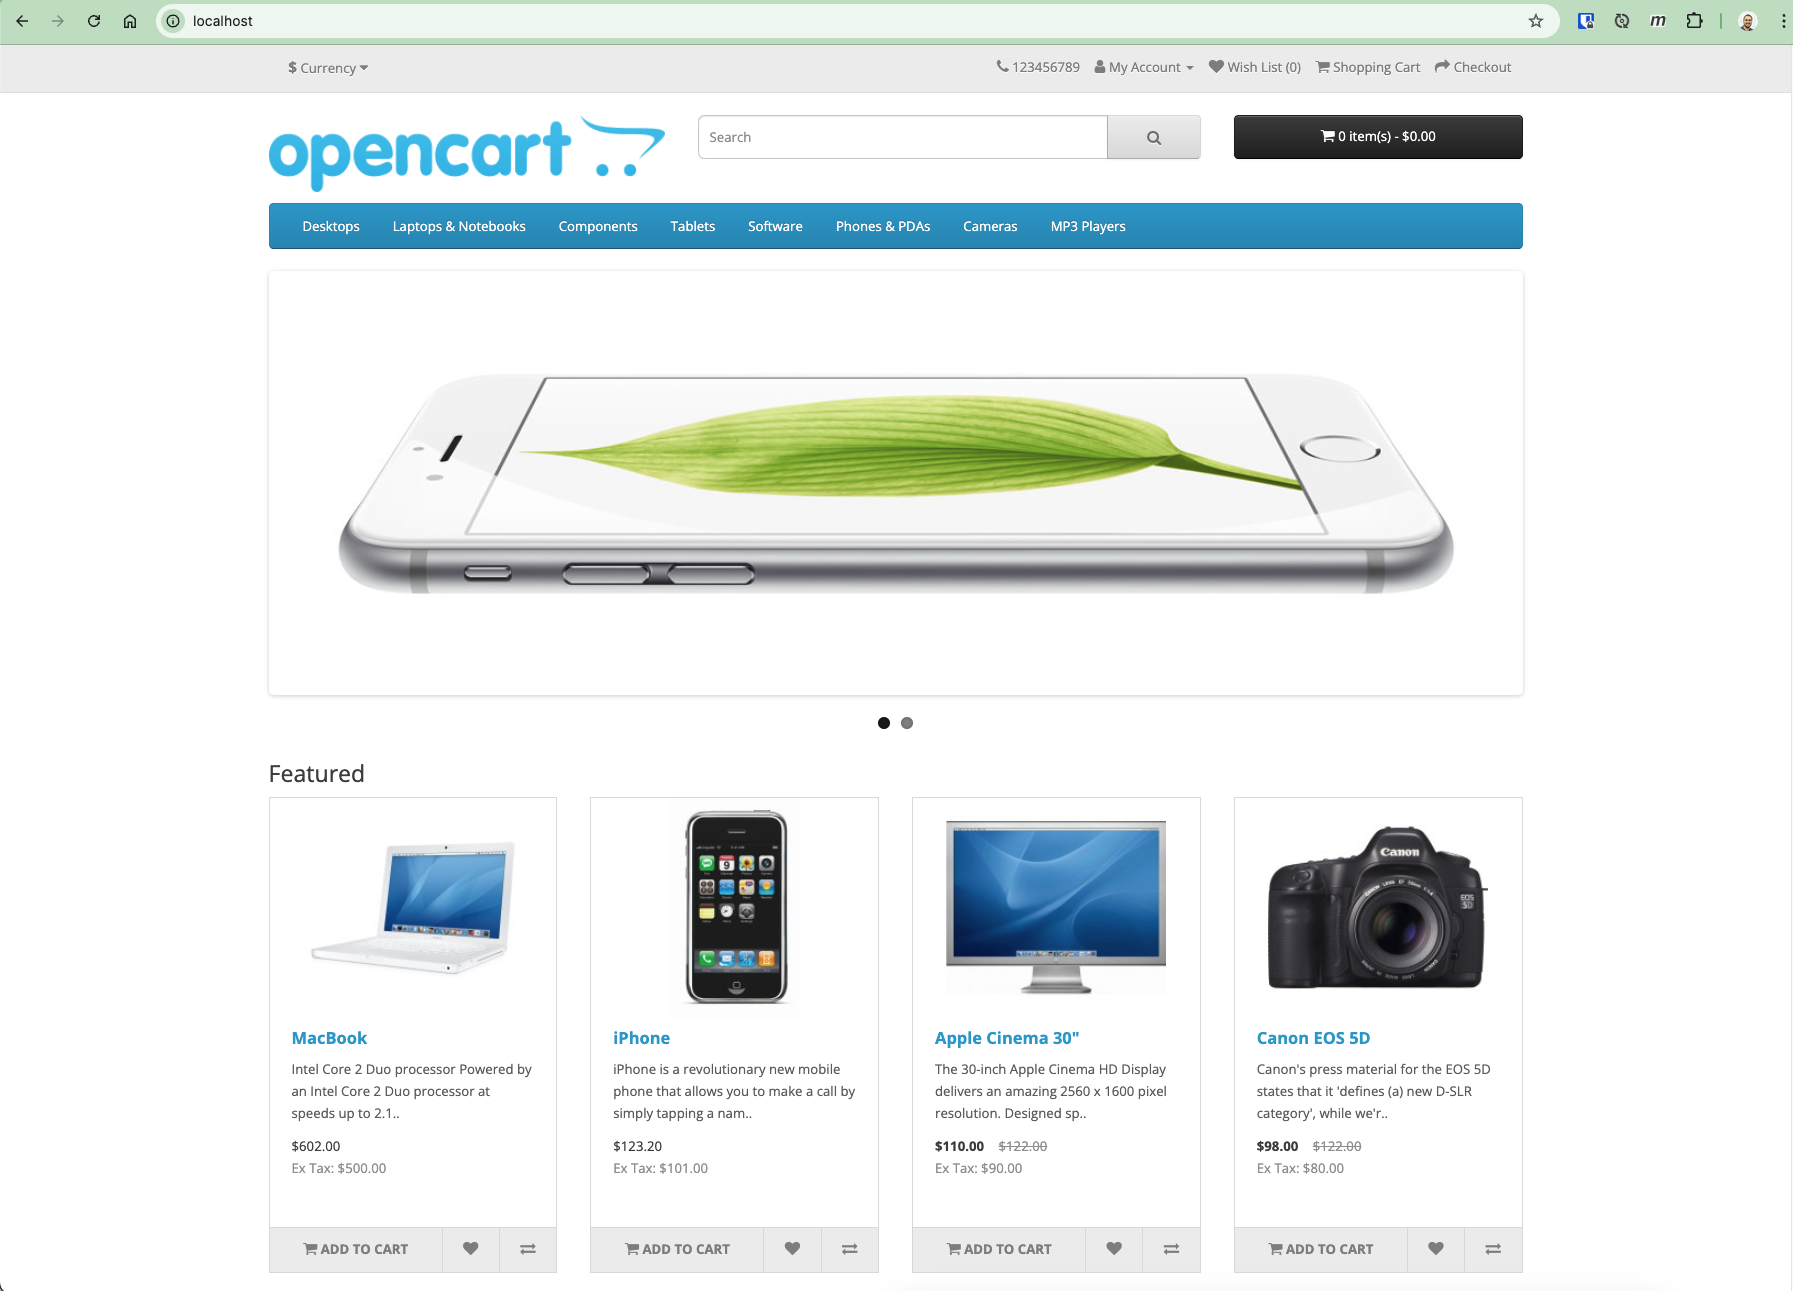 localhost
$ Currency
123456789 My Account Wish List (0) Shopping Cart Checkout
opencart
Search
0 item(s) - $0.00
Desktops Laptops & Notebooks Components Tablets Software Phones & PDAs Cameras MP3 Players
Featured
Canon
EOS
5D
MacBook
Intel Core 2 Duo processor Powered by
an Intel Core 2 Duo processor at
speeds up to 2.1..
$602.00
Ex Tax: $500.00
ADD TO CART
iPhone
iPhone is a revolutionary new mobile
phone that allows you to make a call by
simply tapping a nam..
$123.20
Ex Tax: $101.00
ADD TO CART
Apple Cinema 30"
The 30-inch Apple Cinema HD Display
delivers an amazing 2560 x 1600 pixel
resolution. Designed sp..
$110.00 $122.00
Ex Tax: $90.00
ADD TO CART
Canon EOS 5D
Canon's press material for the EOS 5D
states that it 'defines (a) new D-SLR
category', while we'r..
$98.00 $122.00
Ex Tax: $80.00
ADD TO CART